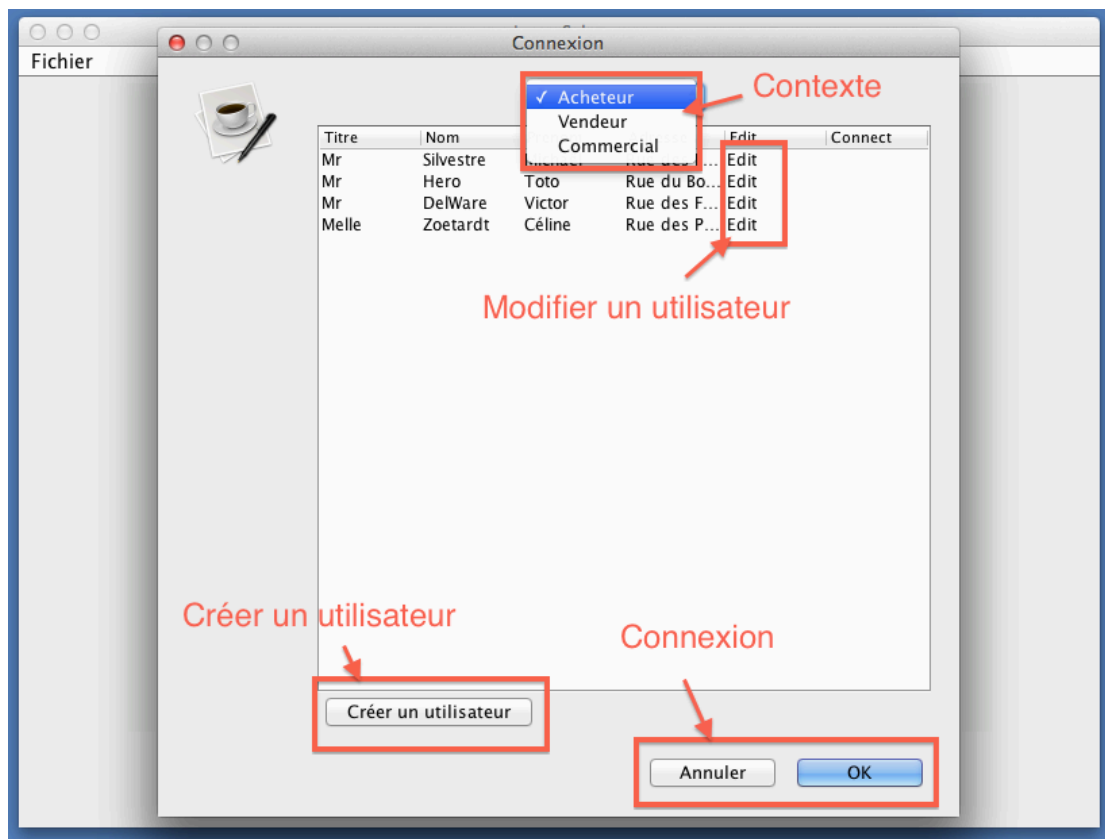 Connexion
Fichier
Contexte
✓ Acheteur
Vendeur
Commercial
Titre Nom Edit Connect
Mr Silvestre Edit
Mr Hero Toto Rue du Bo... Edit
Mr DelWare Victor Rue des F... Edit
Melle Zoetardt Céline Rue des P... Edit
Modifier un utilisateur
Créer un utilisateur
Connexion
Créer un utilisateur
Annuler OK